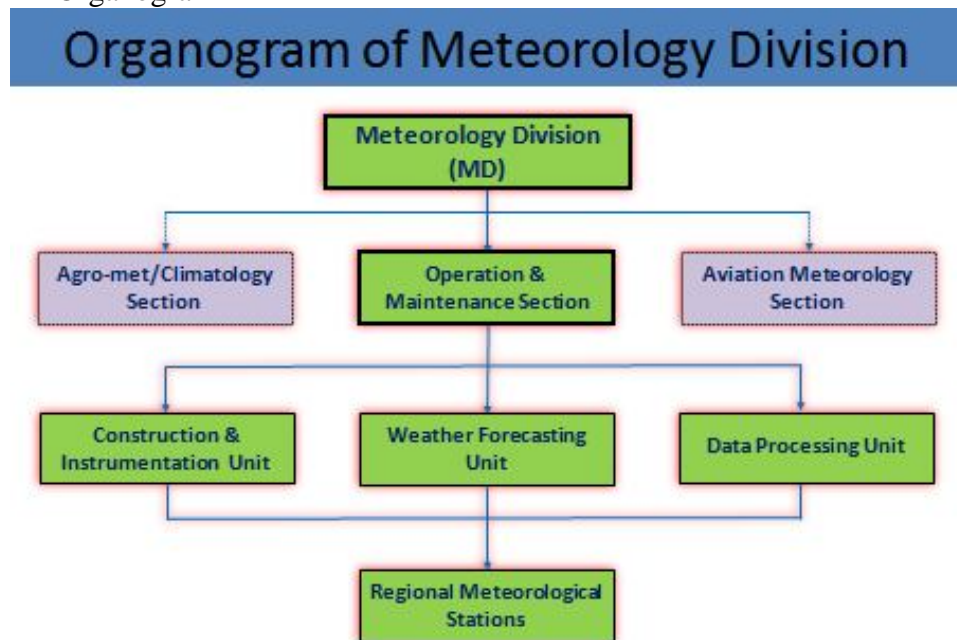 Organogram of Meteorology Division
Meteorology Division
(MD)
Agro-met/Climatology
Section
Operation &
Maintenance Section
Aviation Meteorology
Section
Construction &
Instrumentation Unit
Weather Forecasting
Unit
Data Processing Unit
Regional Meteorological
Stations